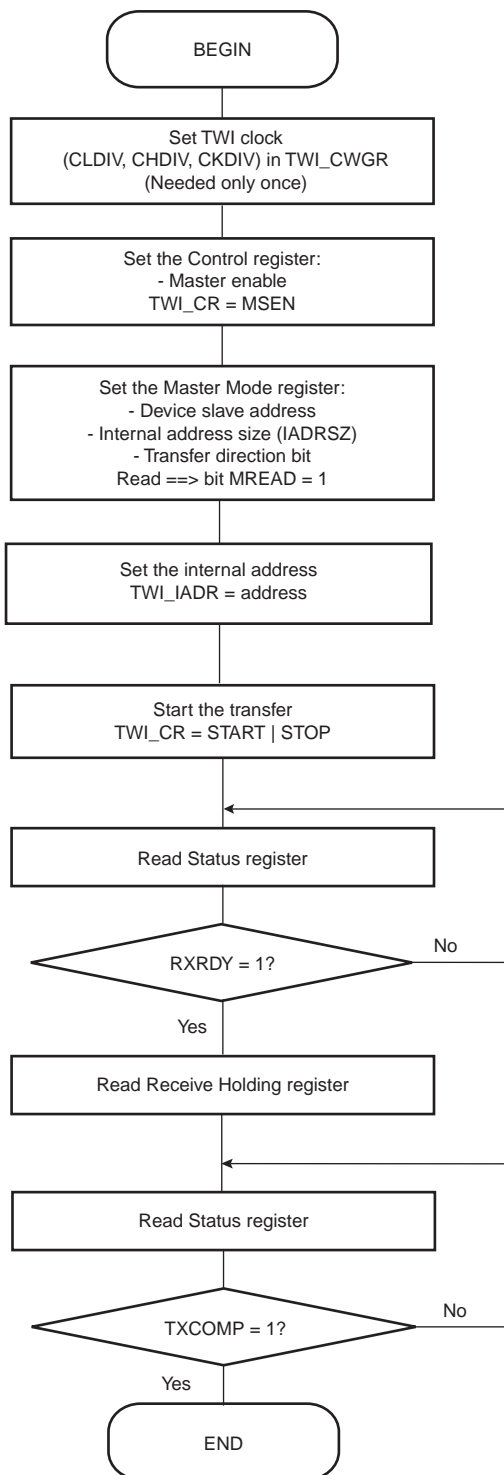 BEGIN
Set TWI clock
(CLDIV, CHDIV, CKDIV) in TWI_CWGR
(Needed only once)
Set the Control register:
- Master enable
TWI_CR = MSEN
Set the Master Mode register:
- Device slave address
- Internal address size (IADRSZ)
- Transfer direction bit
Read ==> bit MREAD = 1
Set the internal address
TWI_IADR = address
Start the transfer
TWI_CR = START | STOP
Read Status register
RXRDY = 1?
No
Yes
Read Receive Holding register
Read Status register
TXCOMP = 1?
No
Yes
END